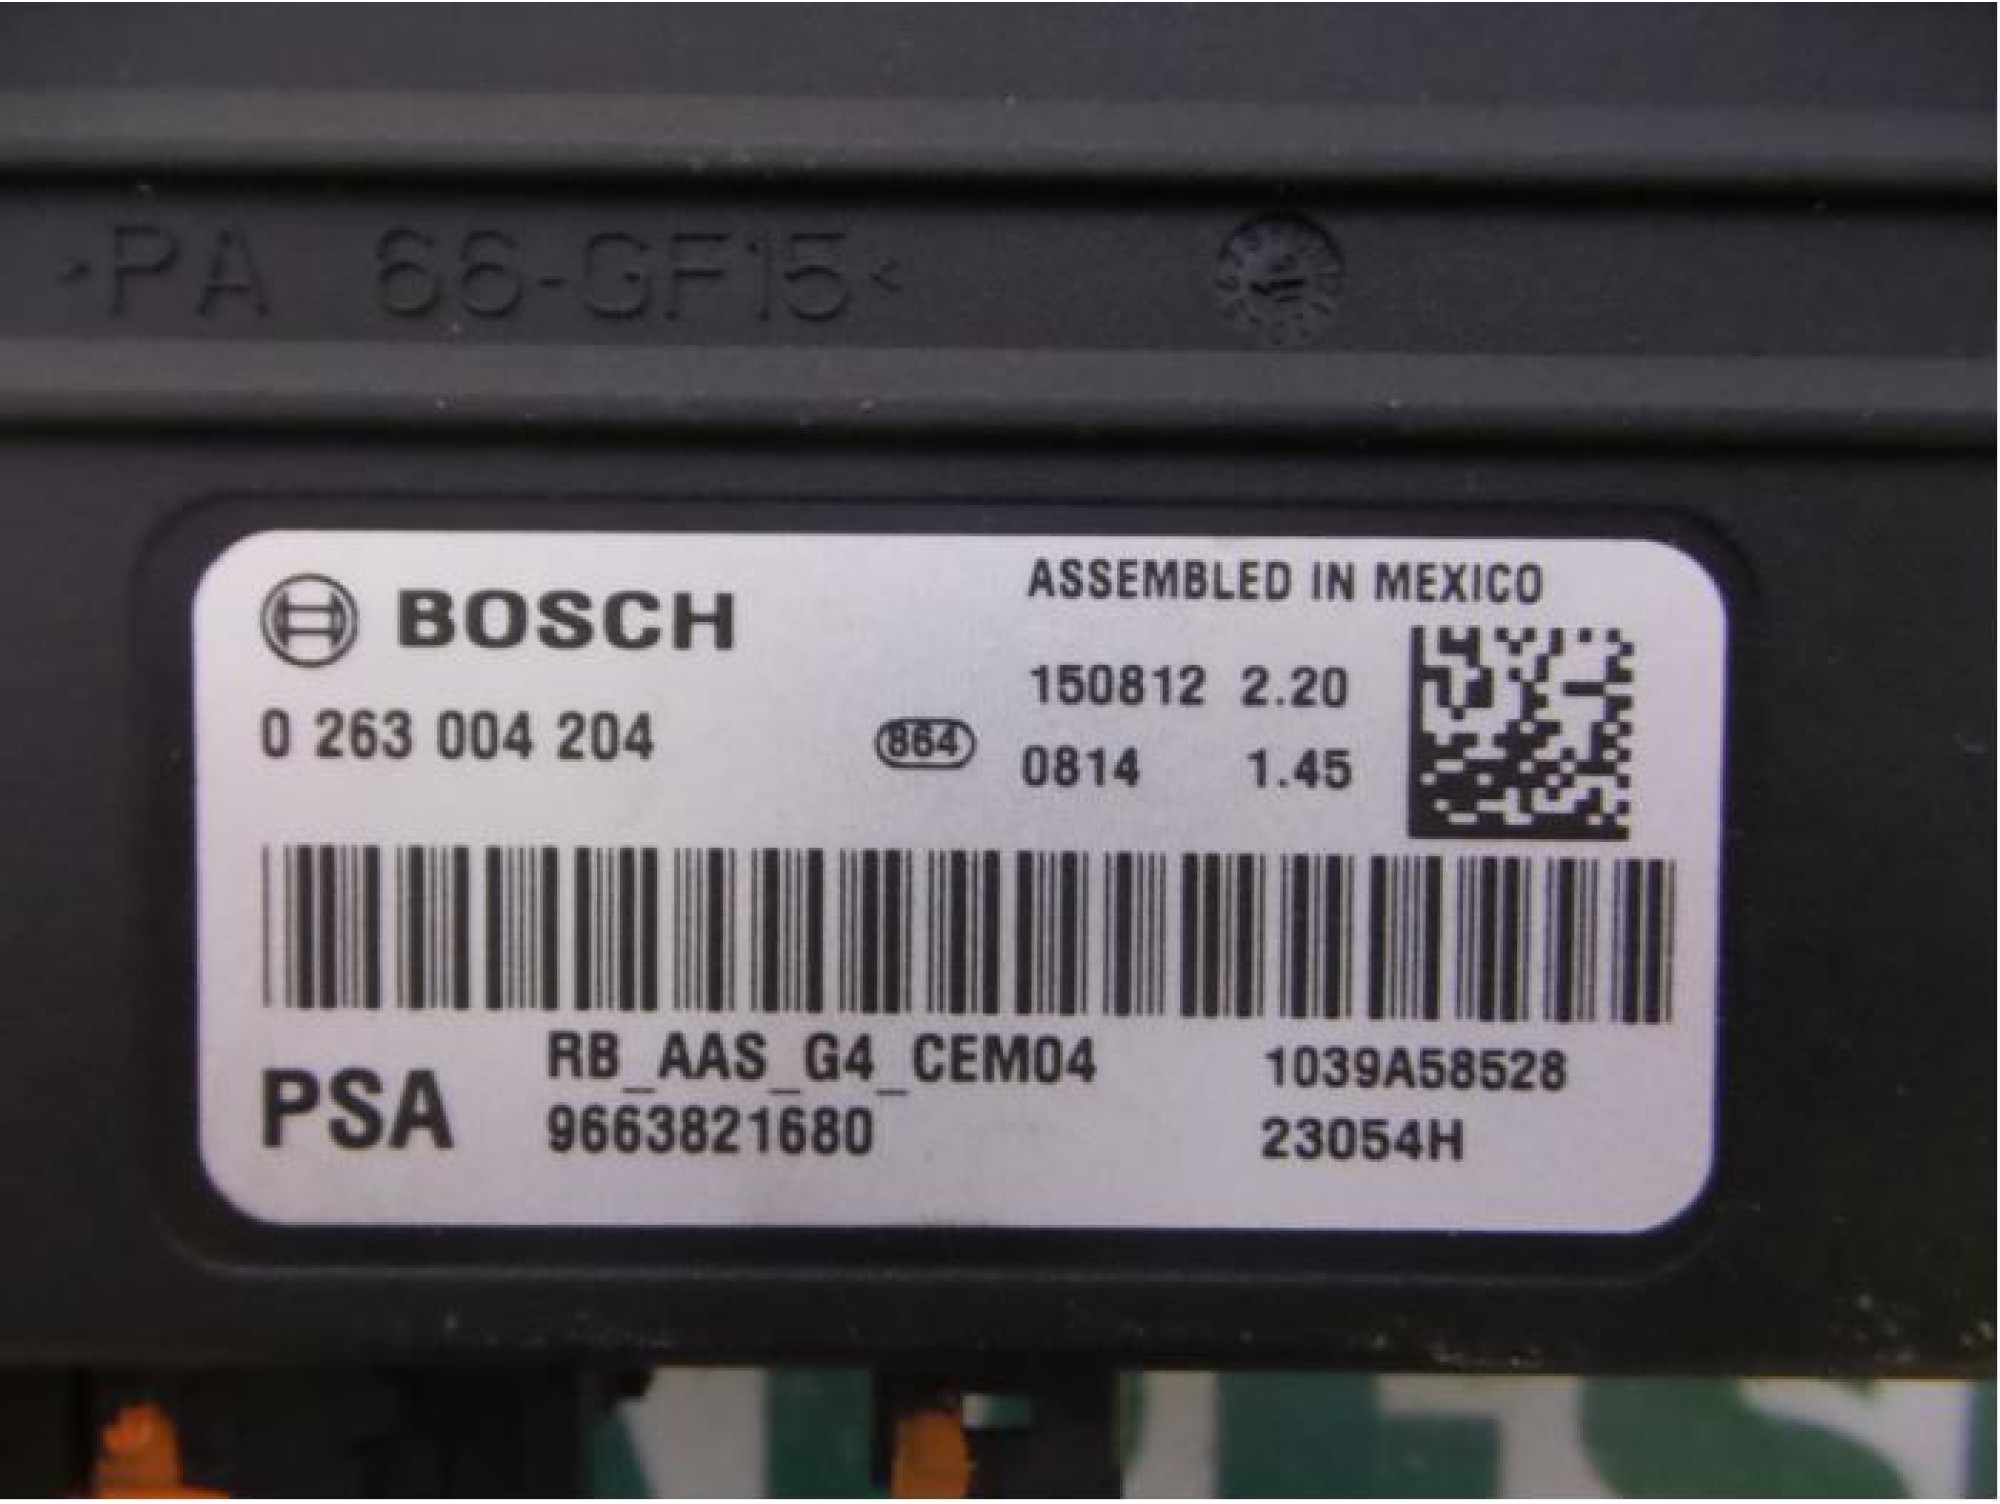 >PA 66-GF15<
BOSCH
ASSEMBLED IN MEXICO
0 263 004 204
864
150812 2.20
0814 1.45
PSA
RB_AAS_G4_CEM04
9663821680
1039A58528
23054H